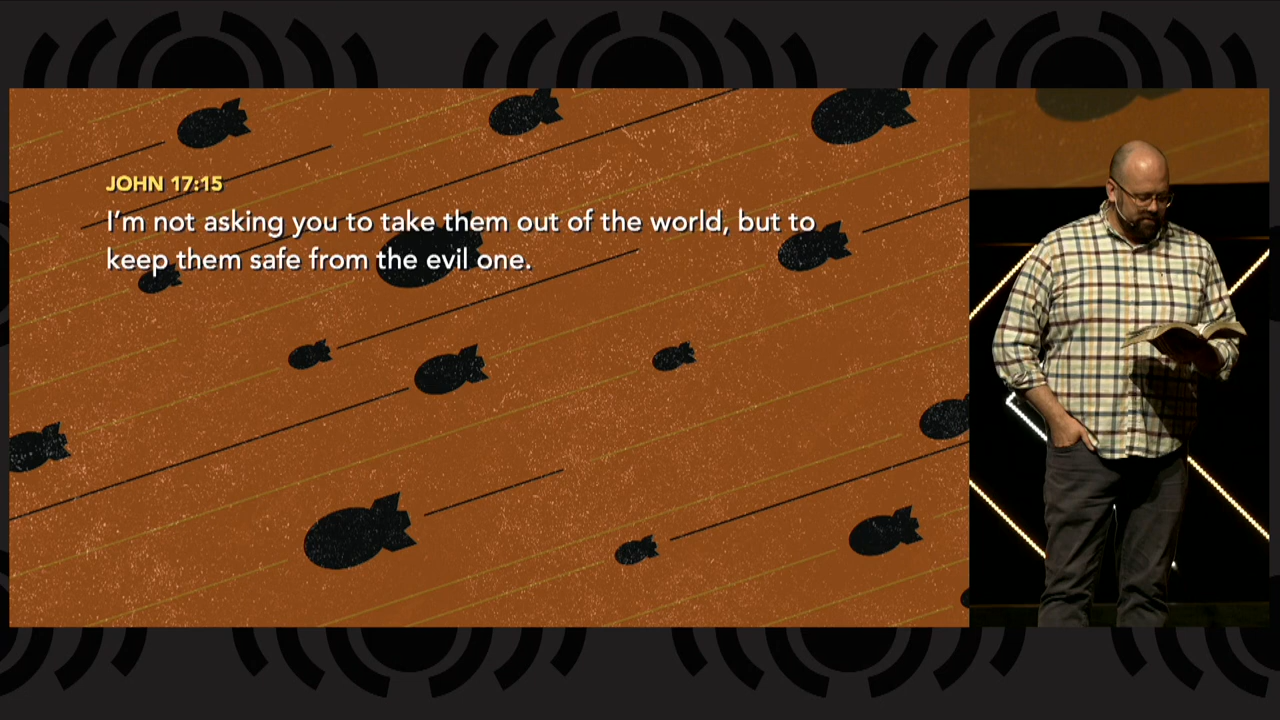 JOHN 17:15
I'm not asking you to take them out of the world, but to
keep them safe from the evil one.